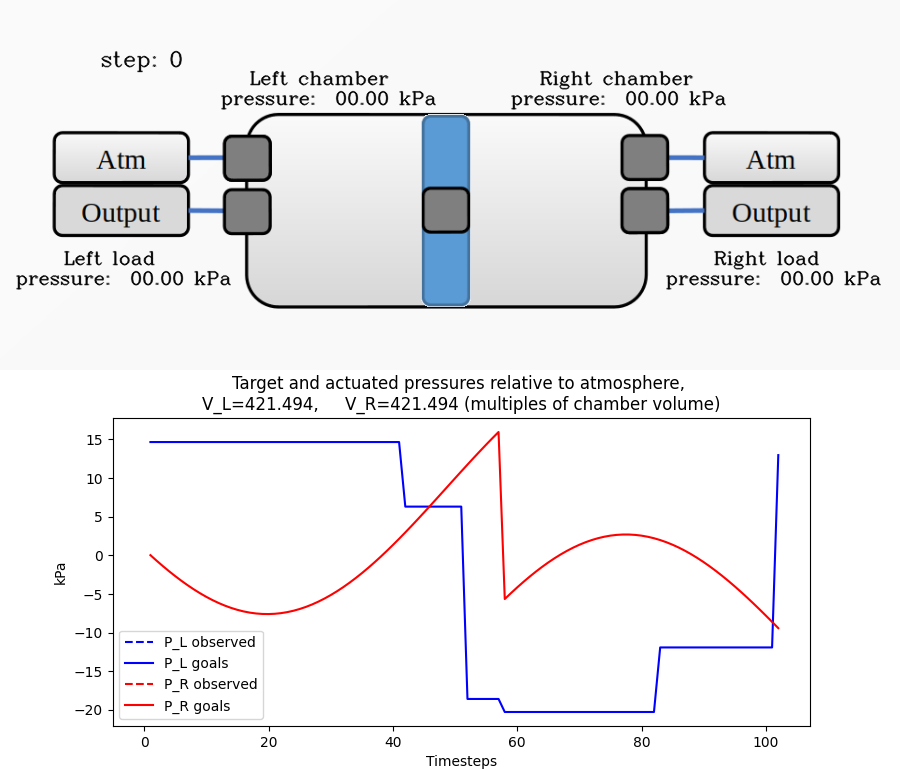 step: 0
Left chamber
pressure: 00.00 kPa
Right chamber
pressure: 00.00 kPa
Atm
Output
Atm
Output
Left load
pressure: 00.00 kPa
Right load
pressure: 00.00 kPa
Target and actuated pressures relative to atmosphere,
V_L=421.494, V_R=421.494 (multiples of chamber volume)
15
10
5
0
−5
−10
−15
−20
kPa
P_L observed
P_L goals
P_R observed
P_R goals
0 20 40 60 80 100
Timesteps